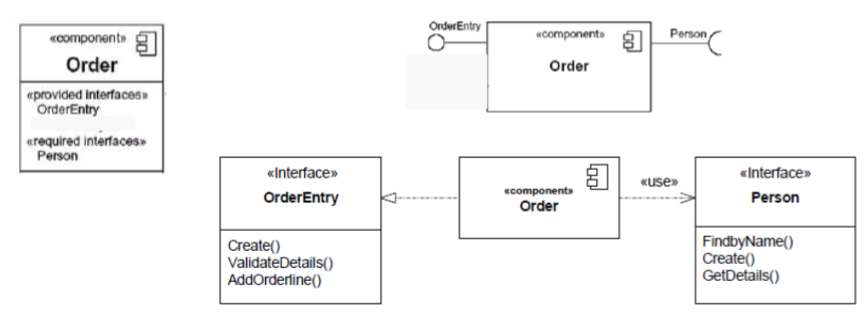 «component»
Order
«provided interfaces»
OrderEntry
«required interfaces»
Person
OrderEntry
«component»
Order
Person
«Interface»
OrderEntry
Create()
ValidateDetails()
AddOrderline()
«component»
Order
«use»
«Interface»
Person
FindbyName()
Create()
GetDetails()